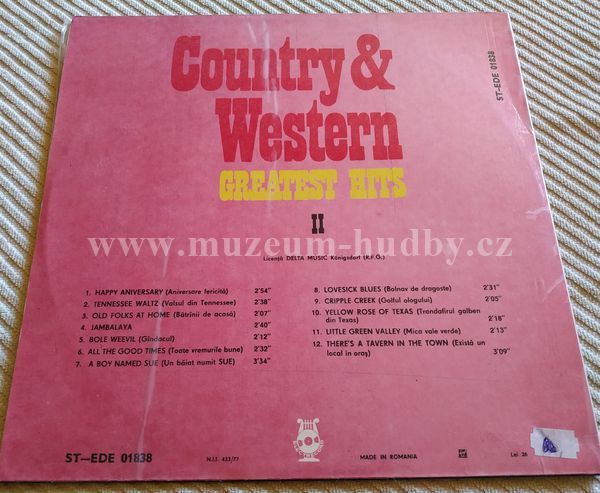 Country &
Western
GREATEST HITS
II
Licență DELTA MUSIC Königsdorf (R.F.G.)
ST-EDE 01838
www.muzeum-hudby.cz
1. HAPPY ANIVERSARY (Aniversare fericită) 2'54"
2. TENNESSEE WALTZ (Valsul din Tennessee) 2'38"
3. OLD FOLKS AT HOME (Bătrînii de acasă) 2'07"
4. JAMBALAYA 2'40"
5. BOLE WEEVIL (Gîndacul) 2'12"
6. ALL THE GOOD TIMES (Toate vremurile bune) 2'32"
7. A BOY NAMED SUE (Un băiat numit SUE) 3'34"
8. LOVESICK BLUES (Bolnav de dragoste) 2'31"
9. CRIPPLE CREEK (Golful ologului) 2'05"
10. YELLOW ROSE OF TEXAS (Trandafirul galben
din Texas) 2'18"
11. LITTLE GREEN VALLEY (Mica vale verde) 2'13"
12. THERE'S A TAVERN IN THE TOWN (Există un
local în oraș) 3'09"
ST—EDE 01838
N.I.I. 433/77
MADE IN ROMANIA
Lei 26